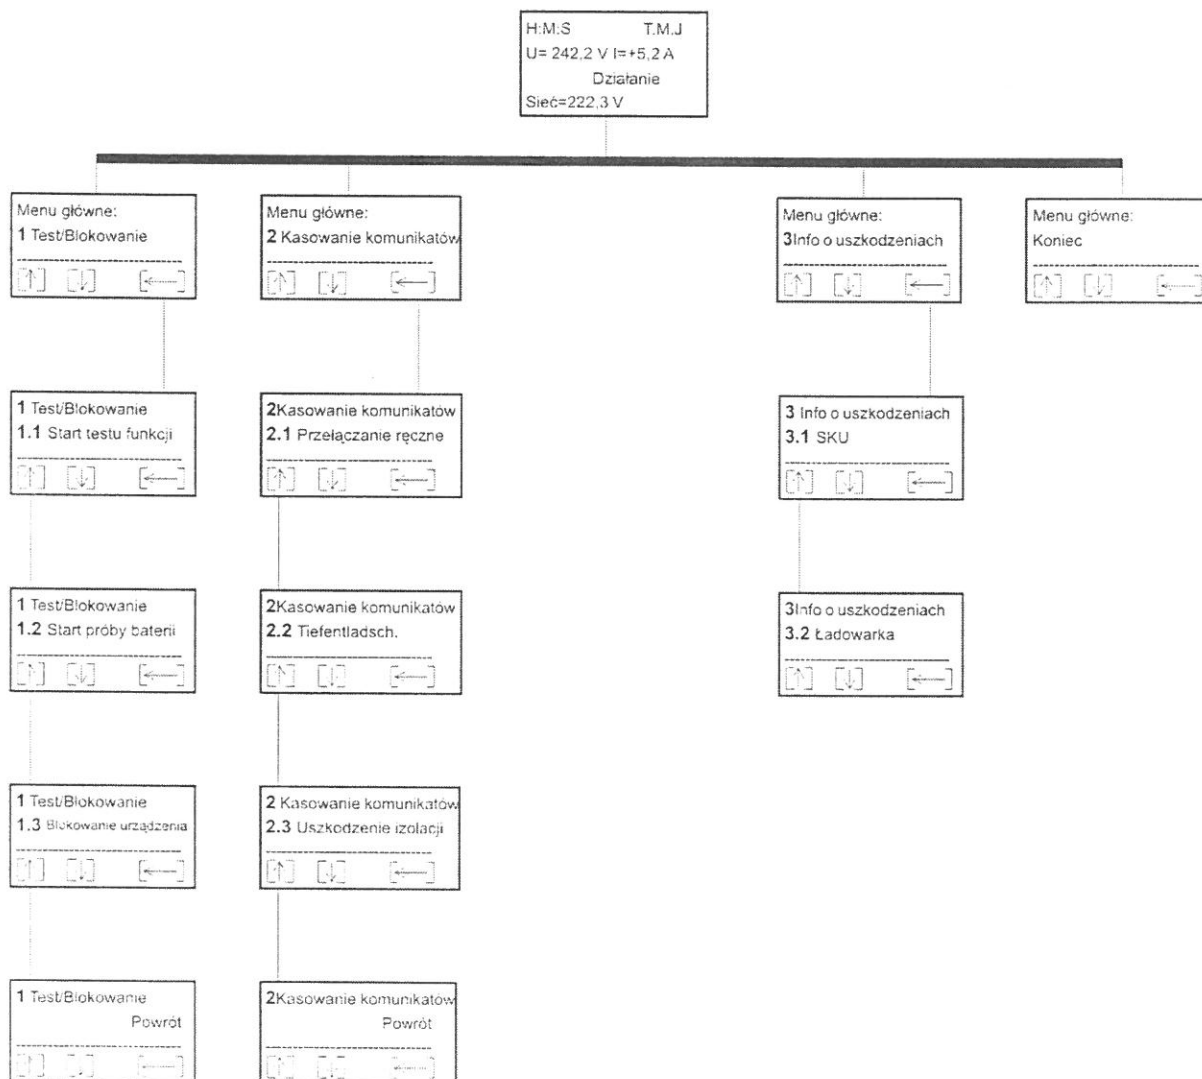 H:M:S T.M.J
U= 242,2 V I=+5,2 A
Działanie
Sieć=222,3 V
Menu główne:
1 Test/Blokowanie
[↑] [↓] [←]
Menu główne:
2 Kasowanie komunikatów
[↑] [↓] [←]
Menu główne:
3Info o uszkodzeniach
[↑] [↓] [←]
Menu główne:
Koniec
[↑] [↓] [←]
1 Test/Blokowanie
1.1 Start testu funkcji
[↑] [↓] [←]
2Kasowanie komunikatów
2.1 Przełączanie ręczne
[↑] [↓] [←]
3 Info o uszkodzeniach
3.1 SKU
[↑] [↓] [←]
1 Test/Blokowanie
1.2 Start próby baterii
[↑] [↓] [←]
2Kasowanie komunikatów
2.2 Tiefentladsch.
[↑] [↓] [←]
3Info o uszkodzeniach
3.2 Ładowarka
[↑] [↓] [←]
1 Test/Blokowanie
1.3 Blokowanie urządzenia
[↑] [↓] [←]
2 Kasowanie komunikatów
2.3 Uszkodzenie izolacji
[↑] [↓] [←]
1 Test/Blokowanie
Powrót
[↑] [↓] [←]
2Kasowanie komunikatów
Powrót
[↑] [↓] [←]